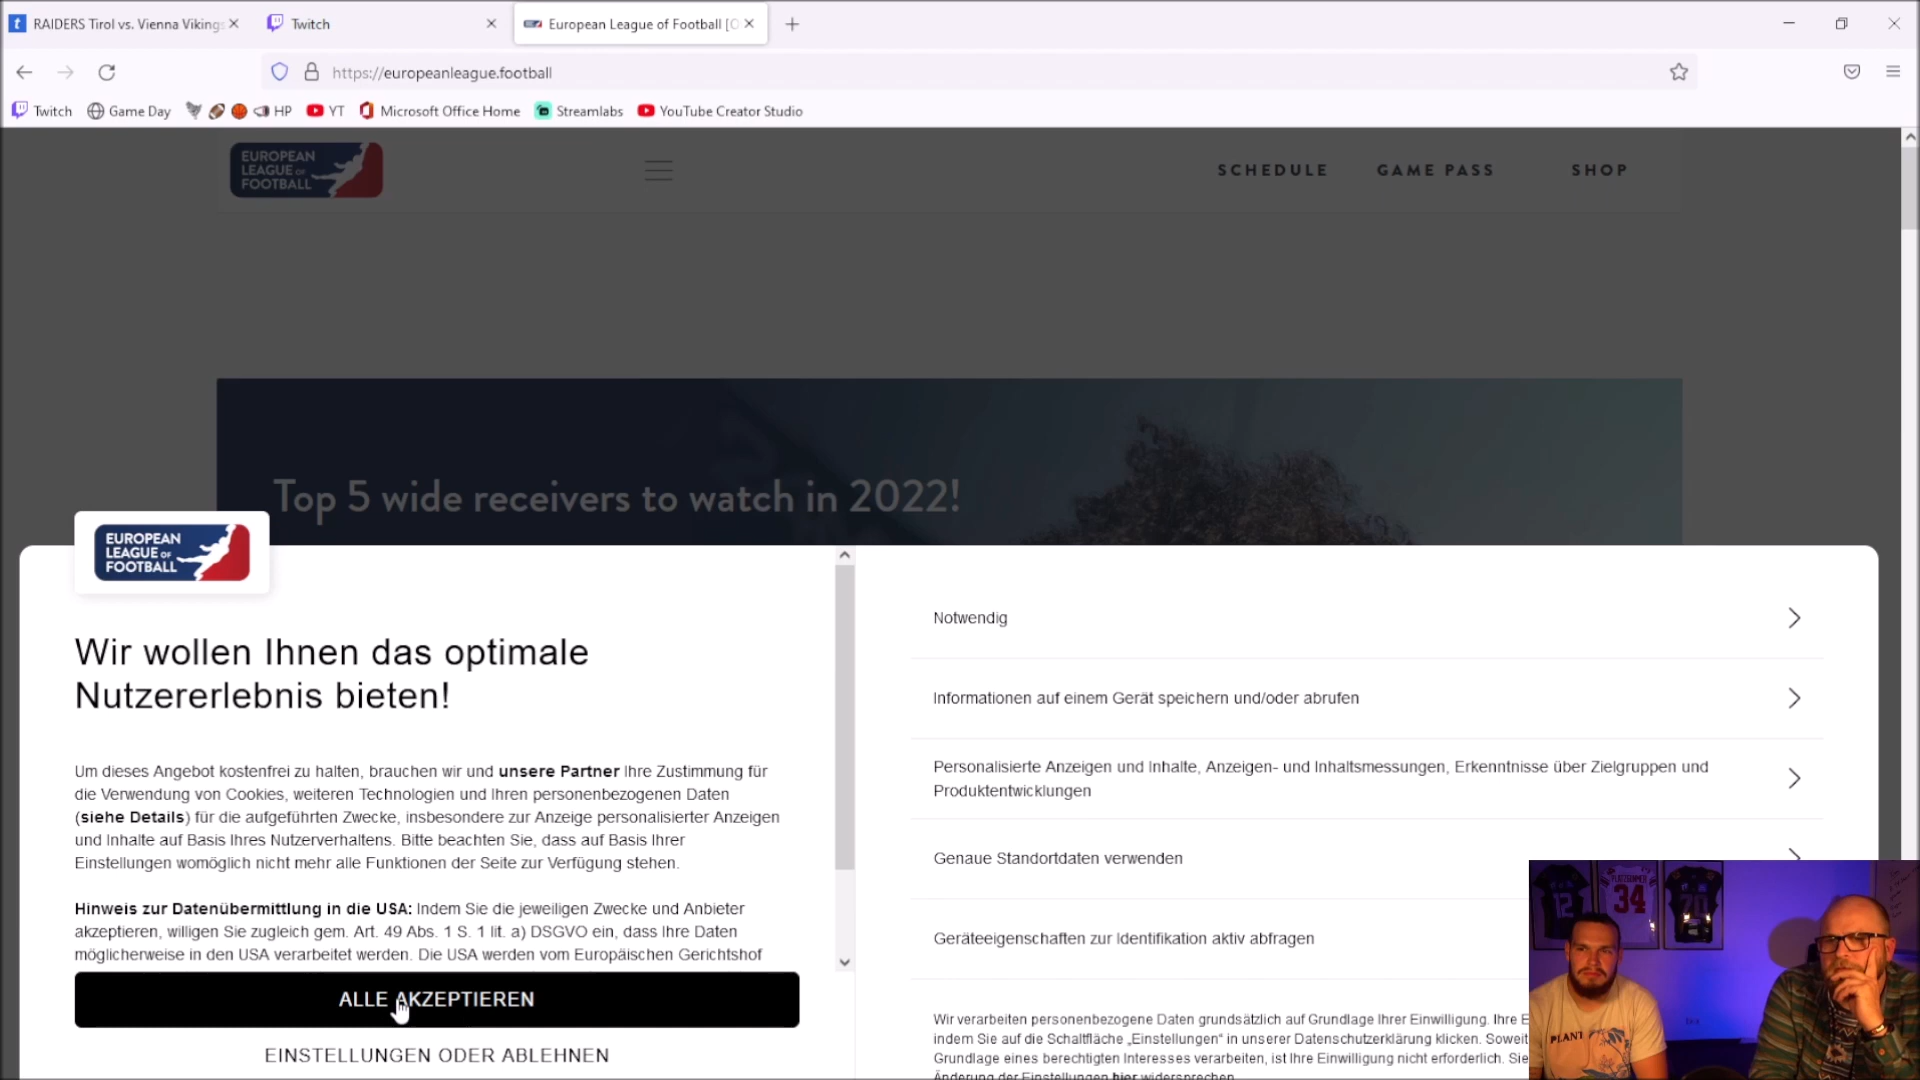 RAIDERS Tirol vs. Vienna Vikings
Twitch
European League of Football [O
https://europeanleague.football
Twitch
Game Day
HP
YT
Microsoft Office Home
Streamlabs
YouTube Creator Studio
EUROPEAN
LEAGUE OF
FOOTBALL
SCHEDULE
GAME PASS
SHOP
Top 5 wide receivers to watch in 2022!
EUROPEAN
LEAGUE OF
FOOTBALL
Wir wollen Ihnen das optimale
Nutzererlebnis bieten!
Um dieses Angebot kostenfrei zu halten, brauchen wir und unsere Partner Ihre Zustimmung für
die Verwendung von Cookies, weiteren Technologien und Ihren personenbezogenen Daten
(siehe Details) für die aufgeführten Zwecke, insbesondere zur Anzeige personalisierter Anzeigen
und Inhalte auf Basis Ihres Nutzerverhaltens. Bitte beachten Sie, dass auf Basis Ihrer
Einstellungen womöglich nicht mehr alle Funktionen der Seite zur Verfügung stehen.
Hinweis zur Datenübermittlung in die USA: Indem Sie die jeweiligen Zwecke und Anbieter
akzeptieren, willigen Sie zugleich gem. Art. 49 Abs. 1 S. 1 lit. a) DSGVO ein, dass Ihre Daten
möglicherweise in den USA verarbeitet werden. Die USA werden vom Europäischen Gerichtshof
ALLE AKZEPTIEREN
EINSTELLUNGEN ODER ABLEHNEN
Notwendig
Informationen auf einem Gerät speichern und/oder abrufen
Personalisierte Anzeigen und Inhalte, Anzeigen- und Inhaltsmessungen, Erkenntnisse über Zielgruppen und
Produktentwicklungen
Genaue Standortdaten verwenden
Geräteeigenschaften zur Identifikation aktiv abfragen
Wir verarbeiten personenbezogene Daten grundsätzlich auf Grundlage Ihrer Einwilligung. Ihre E
indem Sie auf die Schaltfläche „Einstellungen" in unserer Datenschutzerklärung klicken. Soweit
Grundlage eines berechtigten Interesses verarbeiten, ist Ihre Einwilligung nicht erforderlich. Sie
Änderung der Einstellungen hier widersprechen
12
34
70
PLANT